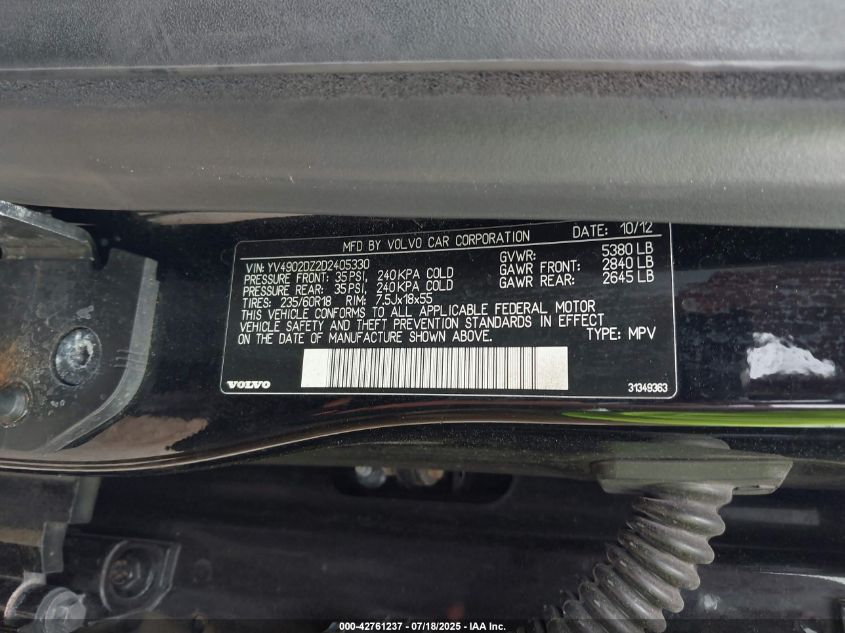 MFD BY VOLVO CAR CORPORATION DATE: 10/12
VIN: YV4902DZ2D2405330 GVWR: 5380 LB
PRESSURE FRONT: 35 PSI, 240 KPA COLD GAWR FRONT: 2840 LB
PRESSURE REAR: 35 PSI, 240 KPA COLD GAWR REAR: 2645 LB
TIRES: 235/60R18 RIM: 7,5Jx18x55
THIS VEHICLE CONFORMS TO ALL APPLICABLE FEDERAL MOTOR
VEHICLE SAFETY AND THEFT PREVENTION STANDARDS IN EFFECT
ON THE DATE OF MANUFACTURE SHOWN ABOVE. TYPE: MPV
VOLVO 31349363
000-42761237 - 07/18/2025 - IAA Inc.